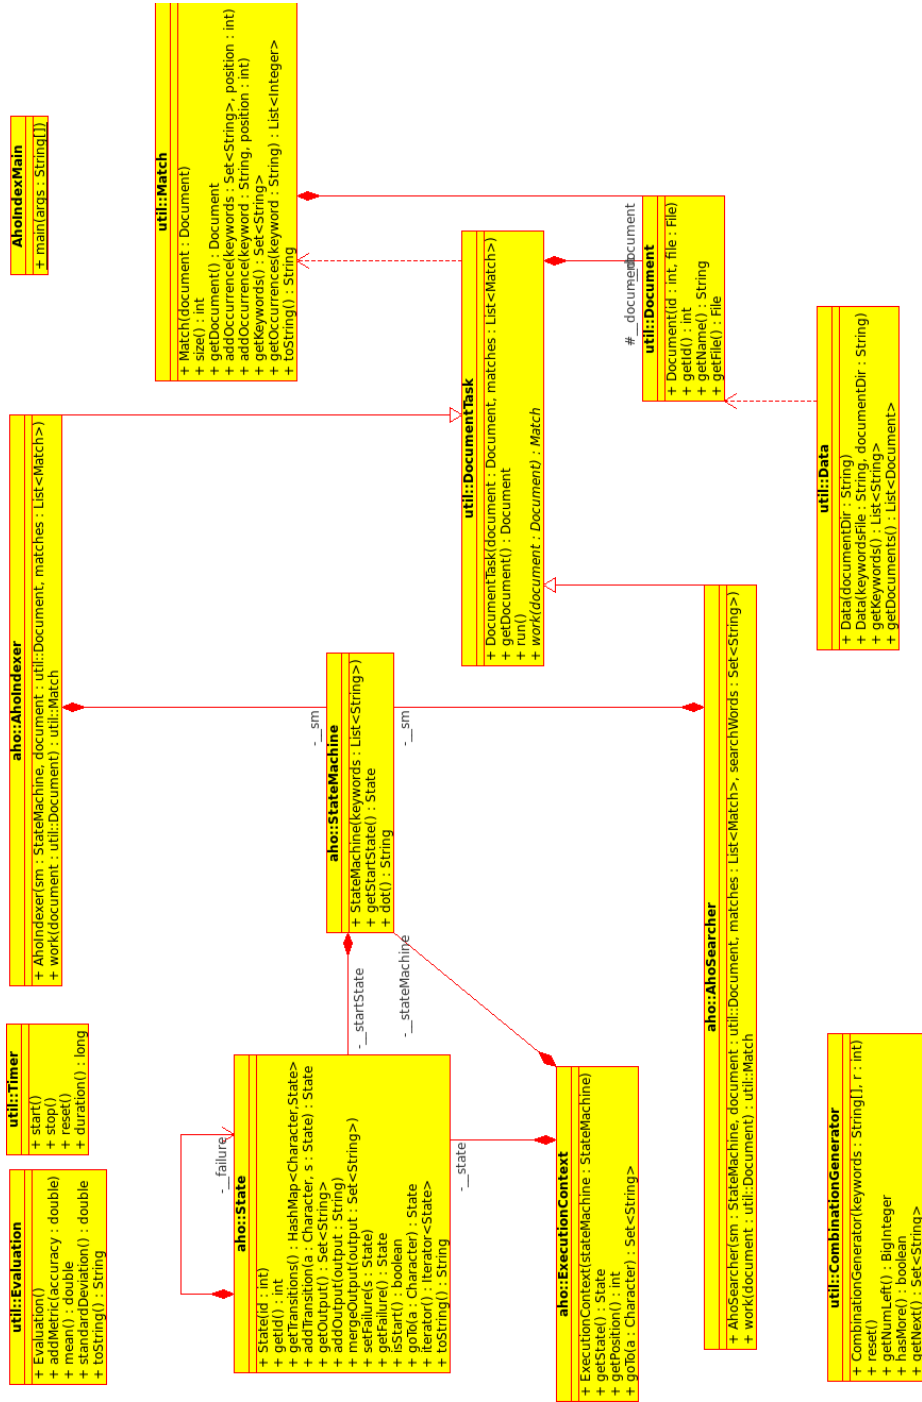 AhoIndexMain
+ main(args : String[])
util::Match
+ Match(document : Document)
+ size() : int
+ getDocument() : Document
+ addOccurrence(keywords : Set<String>, position : int)
+ addOccurrence(keyword : String, position : int)
+ getKeywords() : Set<String>
+ getOccurrences(keyword : String) : List<Integer>
+ toString() : String
aho::AhoIndexer
+ AhoIndexer(sm : StateMachine, document : util::Document, matches : List<Match>)
+ work(document : util::Document) : util::Match
util::DocumentTask
+ DocumentTask(document : Document, matches : List<Match>)
+ getDocument() : Document
+ run()
+ work(document : Document) : Match
#__document
util::Document
+ Document(id : int, file : File)
+ getId() : int
+ getName() : String
+ getFile() : File
util::Data
+ Data(documentDir : String)
+ Data(keywordsFile : String, documentDir : String)
+ getKeywords() : List<String>
+ getDocuments() : List<Document>
-__sm
aho::StateMachine
+ StateMachine(keywords : List<String>)
+ getStartState() : State
+ dot() : String
-__sm
-__startState
-__stateMachine
aho::AhoSearcher
+ AhoSearcher(sm : StateMachine, document : util::Document, matches : List<Match>, searchWords : Set<String>)
+ work(document : util::Document) : util::Match
util::Timer
+ start()
+ stop()
+ reset()
+ duration() : long
util::Evaluation
+ Evaluation()
+ addMetric(accuracy : double)
+ mean() : double
+ standardDeviation() : double
+ toString() : String
-__failure
aho::State
+ State(id : int)
+ getId() : int
+ getTransitions() : HashMap<Character,State>
+ addTransition(a : Character, s : State) : State
+ getOutput() : Set<String>
+ addOutput(output : String)
+ mergeOutput(output : Set<String>)
+ setFailure(s : State)
+ getFailure() : State
+ isStart() : boolean
+ goTo(a : Character) : State
+ iterator() : Iterator<State>
+ toString() : String
-__state
aho::ExecutionContext
+ ExecutionContext(stateMachine : StateMachine)
+ getState() : State
+ getPosition() : int
+ goTo(a : Character) : Set<String>
util::CombinationGenerator
+ CombinationGenerator(keywords : String[], r : int)
+ reset()
+ getNumLeft() : BigInteger
+ hasMore() : boolean
+ getNext() : Set<String>